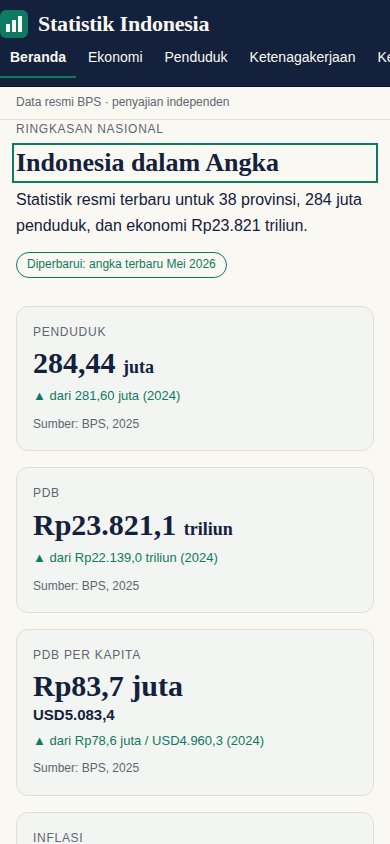 Statistik Indonesia
Beranda Ekonomi Penduduk Ketenagakerjaan Ke
Data resmi BPS · penyajian independen
RINGKASAN NASIONAL
Indonesia dalam Angka
Statistik resmi terbaru untuk 38 provinsi, 284 juta
penduduk, dan ekonomi Rp23.821 triliun.
Diperbarui: angka terbaru Mei 2026
PENDUDUK
284,44 juta
▲ dari 281,60 juta (2024)
Sumber: BPS, 2025
PDB
Rp23.821,1 triliun
▲ dari Rp22.139,0 triliun (2024)
Sumber: BPS, 2025
PDB PER KAPITA
Rp83,7 juta
USD5.083,4
▲ dari Rp78,6 juta / USD4.960,3 (2024)
Sumber: BPS, 2025
INFLASI